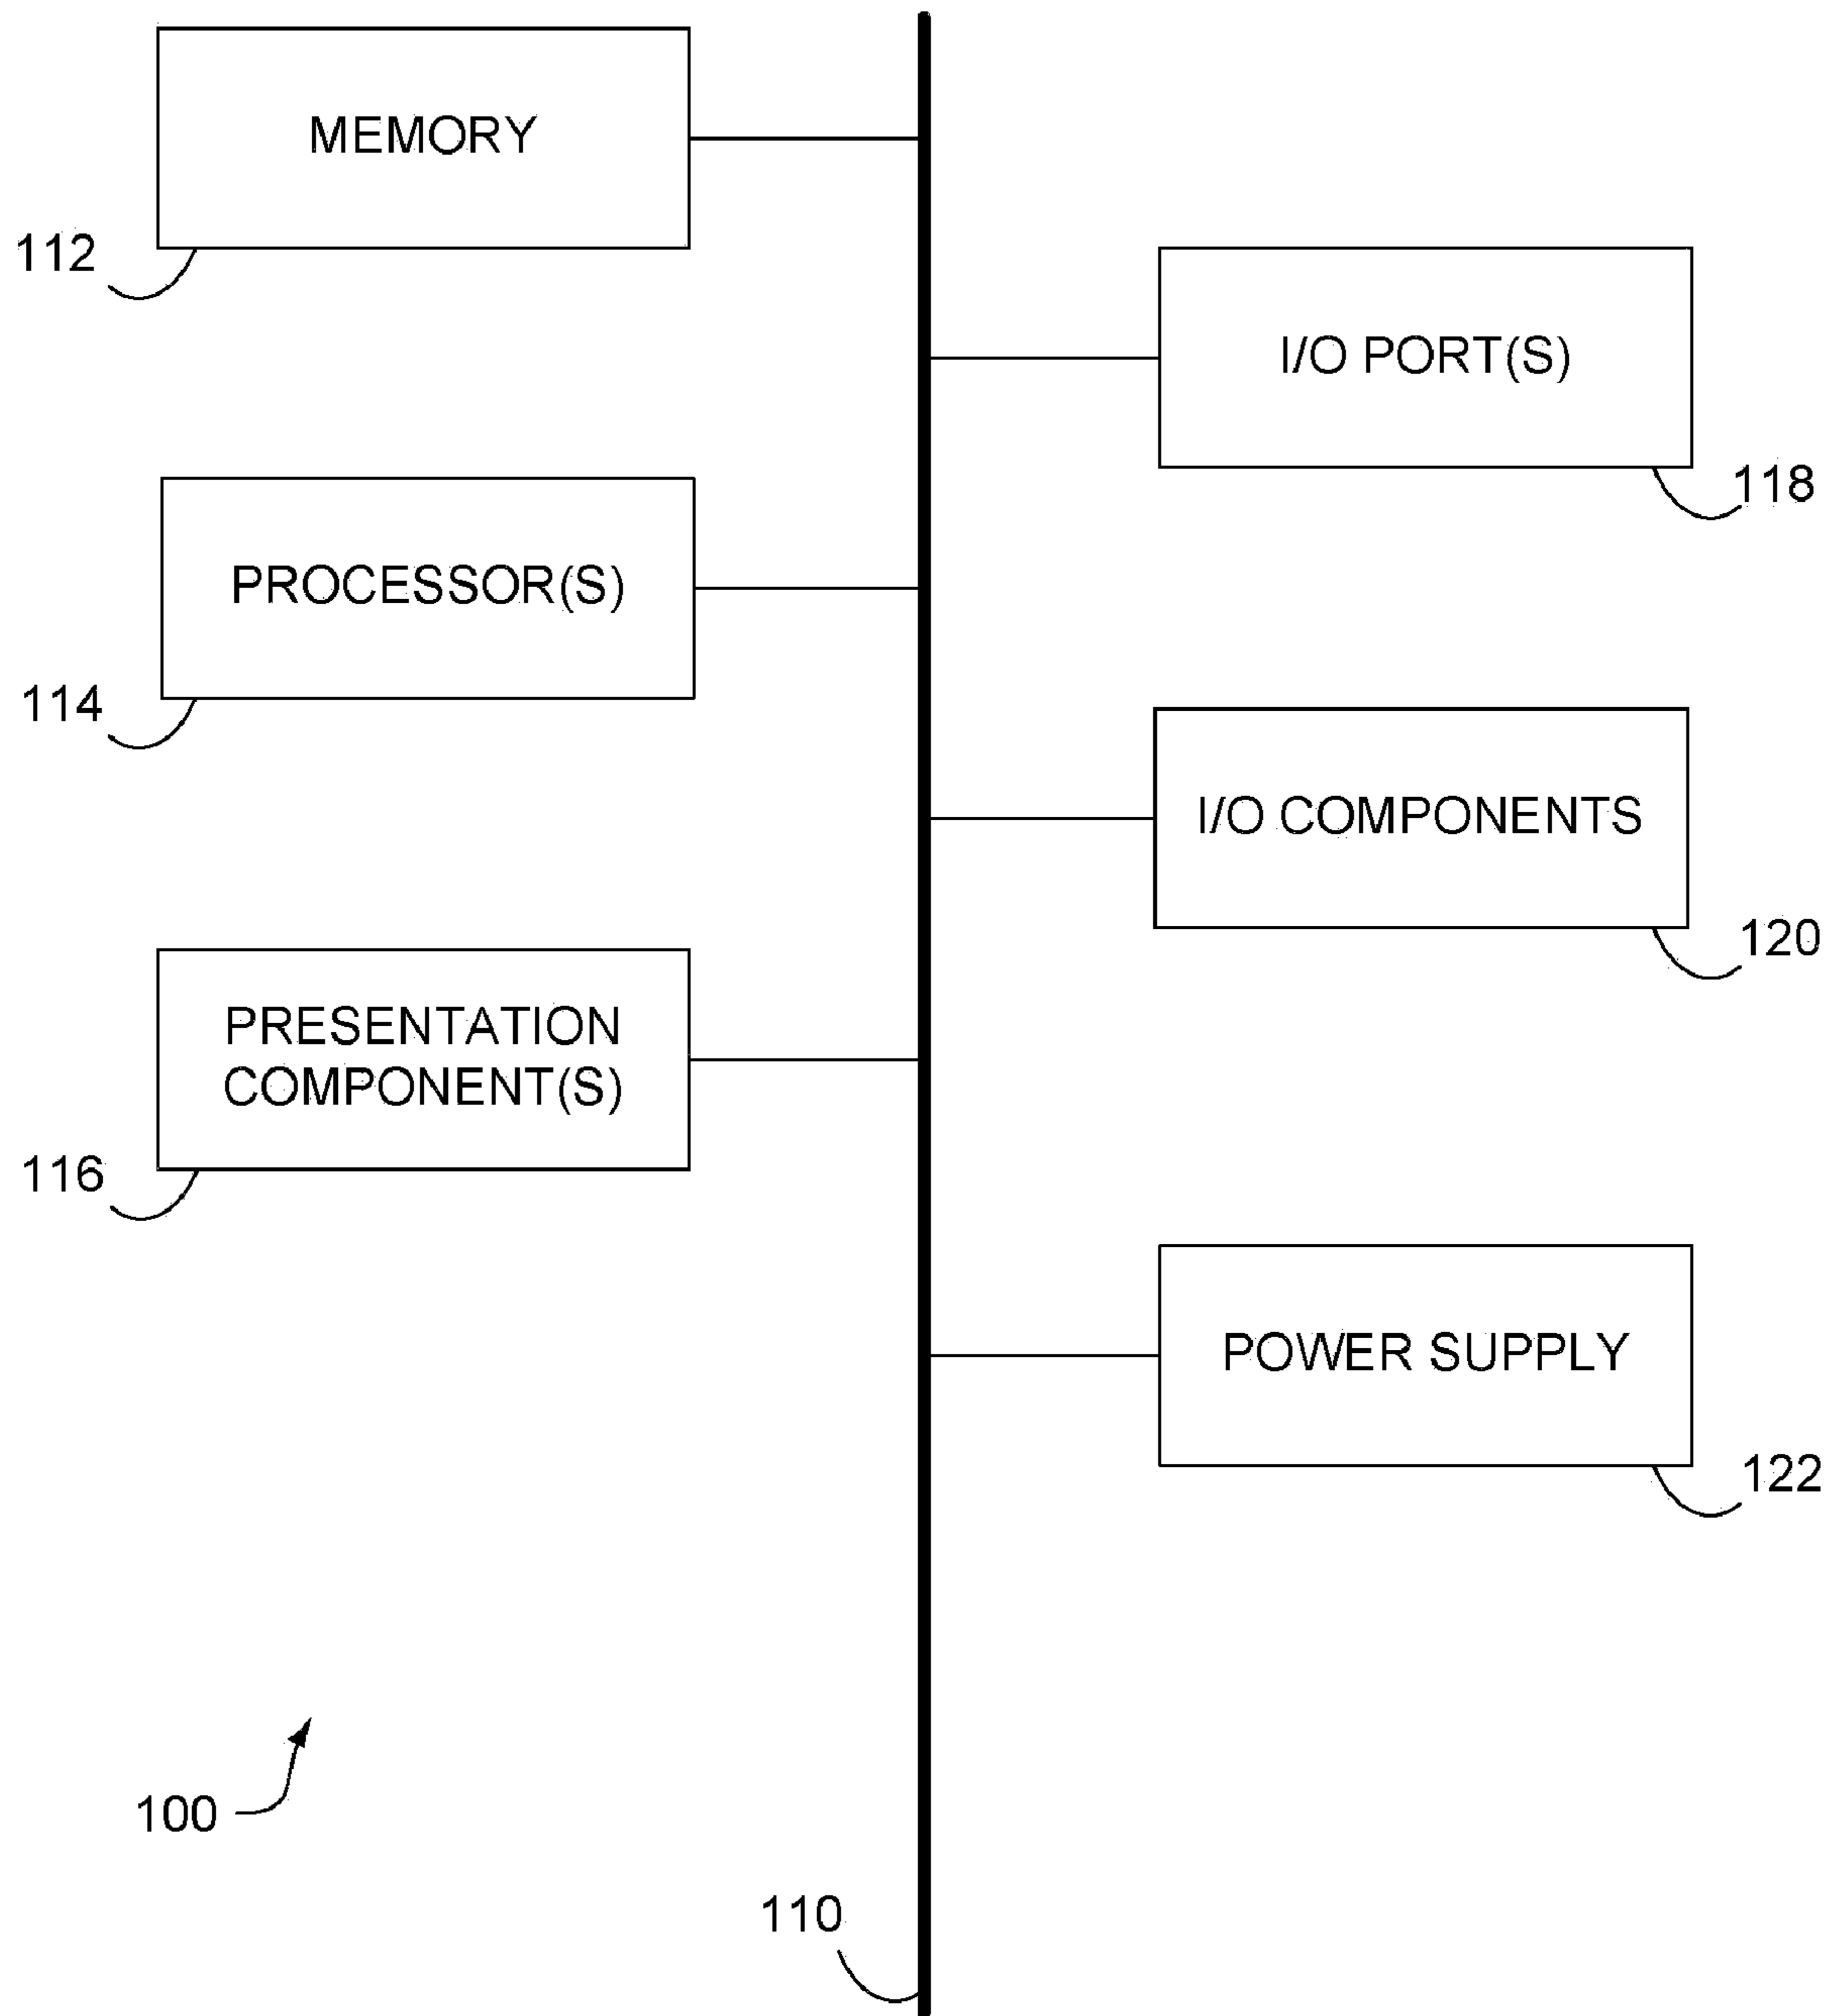 MEMORY
112
I/O PORT(S)
118
PROCESSOR(S)
114
I/O COMPONENTS
120
PRESENTATION
COMPONENT(S)
116
POWER SUPPLY
122
100
110